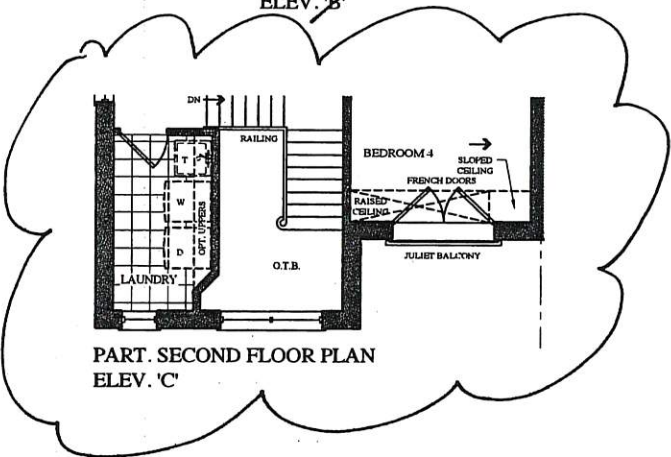 ELEV. 'B'
DN
RAILING
BEDROOM 4
SLOPED
CEILING
FRENCH DOORS
RAISED
CEILING
T
W
OPT. UPPERS
D
LAUNDRY
O.T.B.
JULIET BALCONY
PART. SECOND FLOOR PLAN
ELEV. 'C'